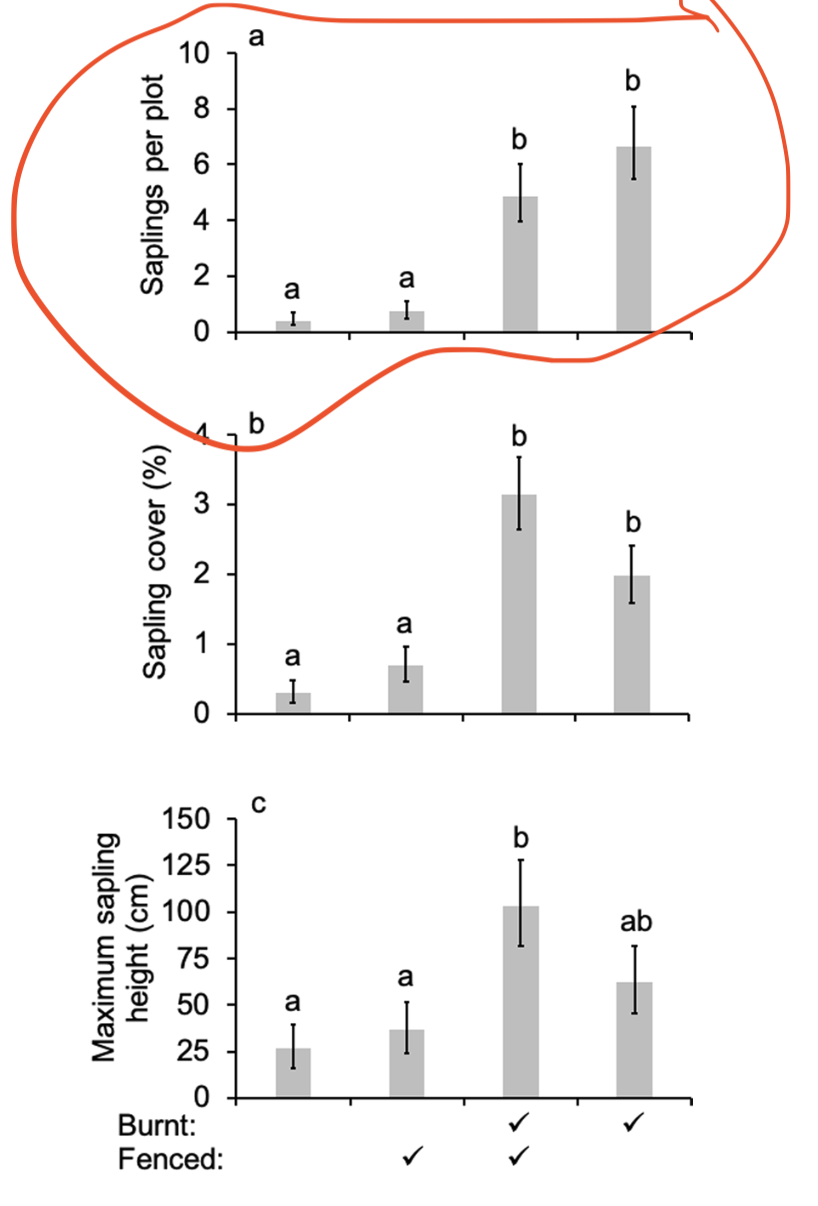 a
Saplings per plot
10
8
6
4
2
0
a
a
b
b
b
Sapling cover (%)
4
3
2
1
0
a
a
b
b
c
Maximum sapling
height (cm)
150
125
100
75
50
25
0
a
a
b
ab
Burnt: ✓ ✓
Fenced: ✓ ✓